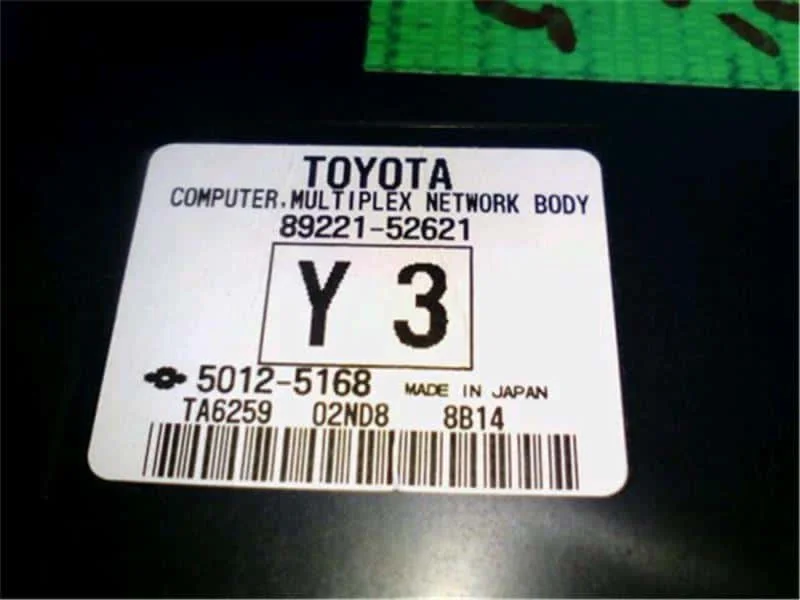 TOYOTA
COMPUTER,MULTIPLEX NETWORK BODY
89221-52621
Y 3
5012-5168 MADE IN JAPAN
TA6259 02ND8 8B14